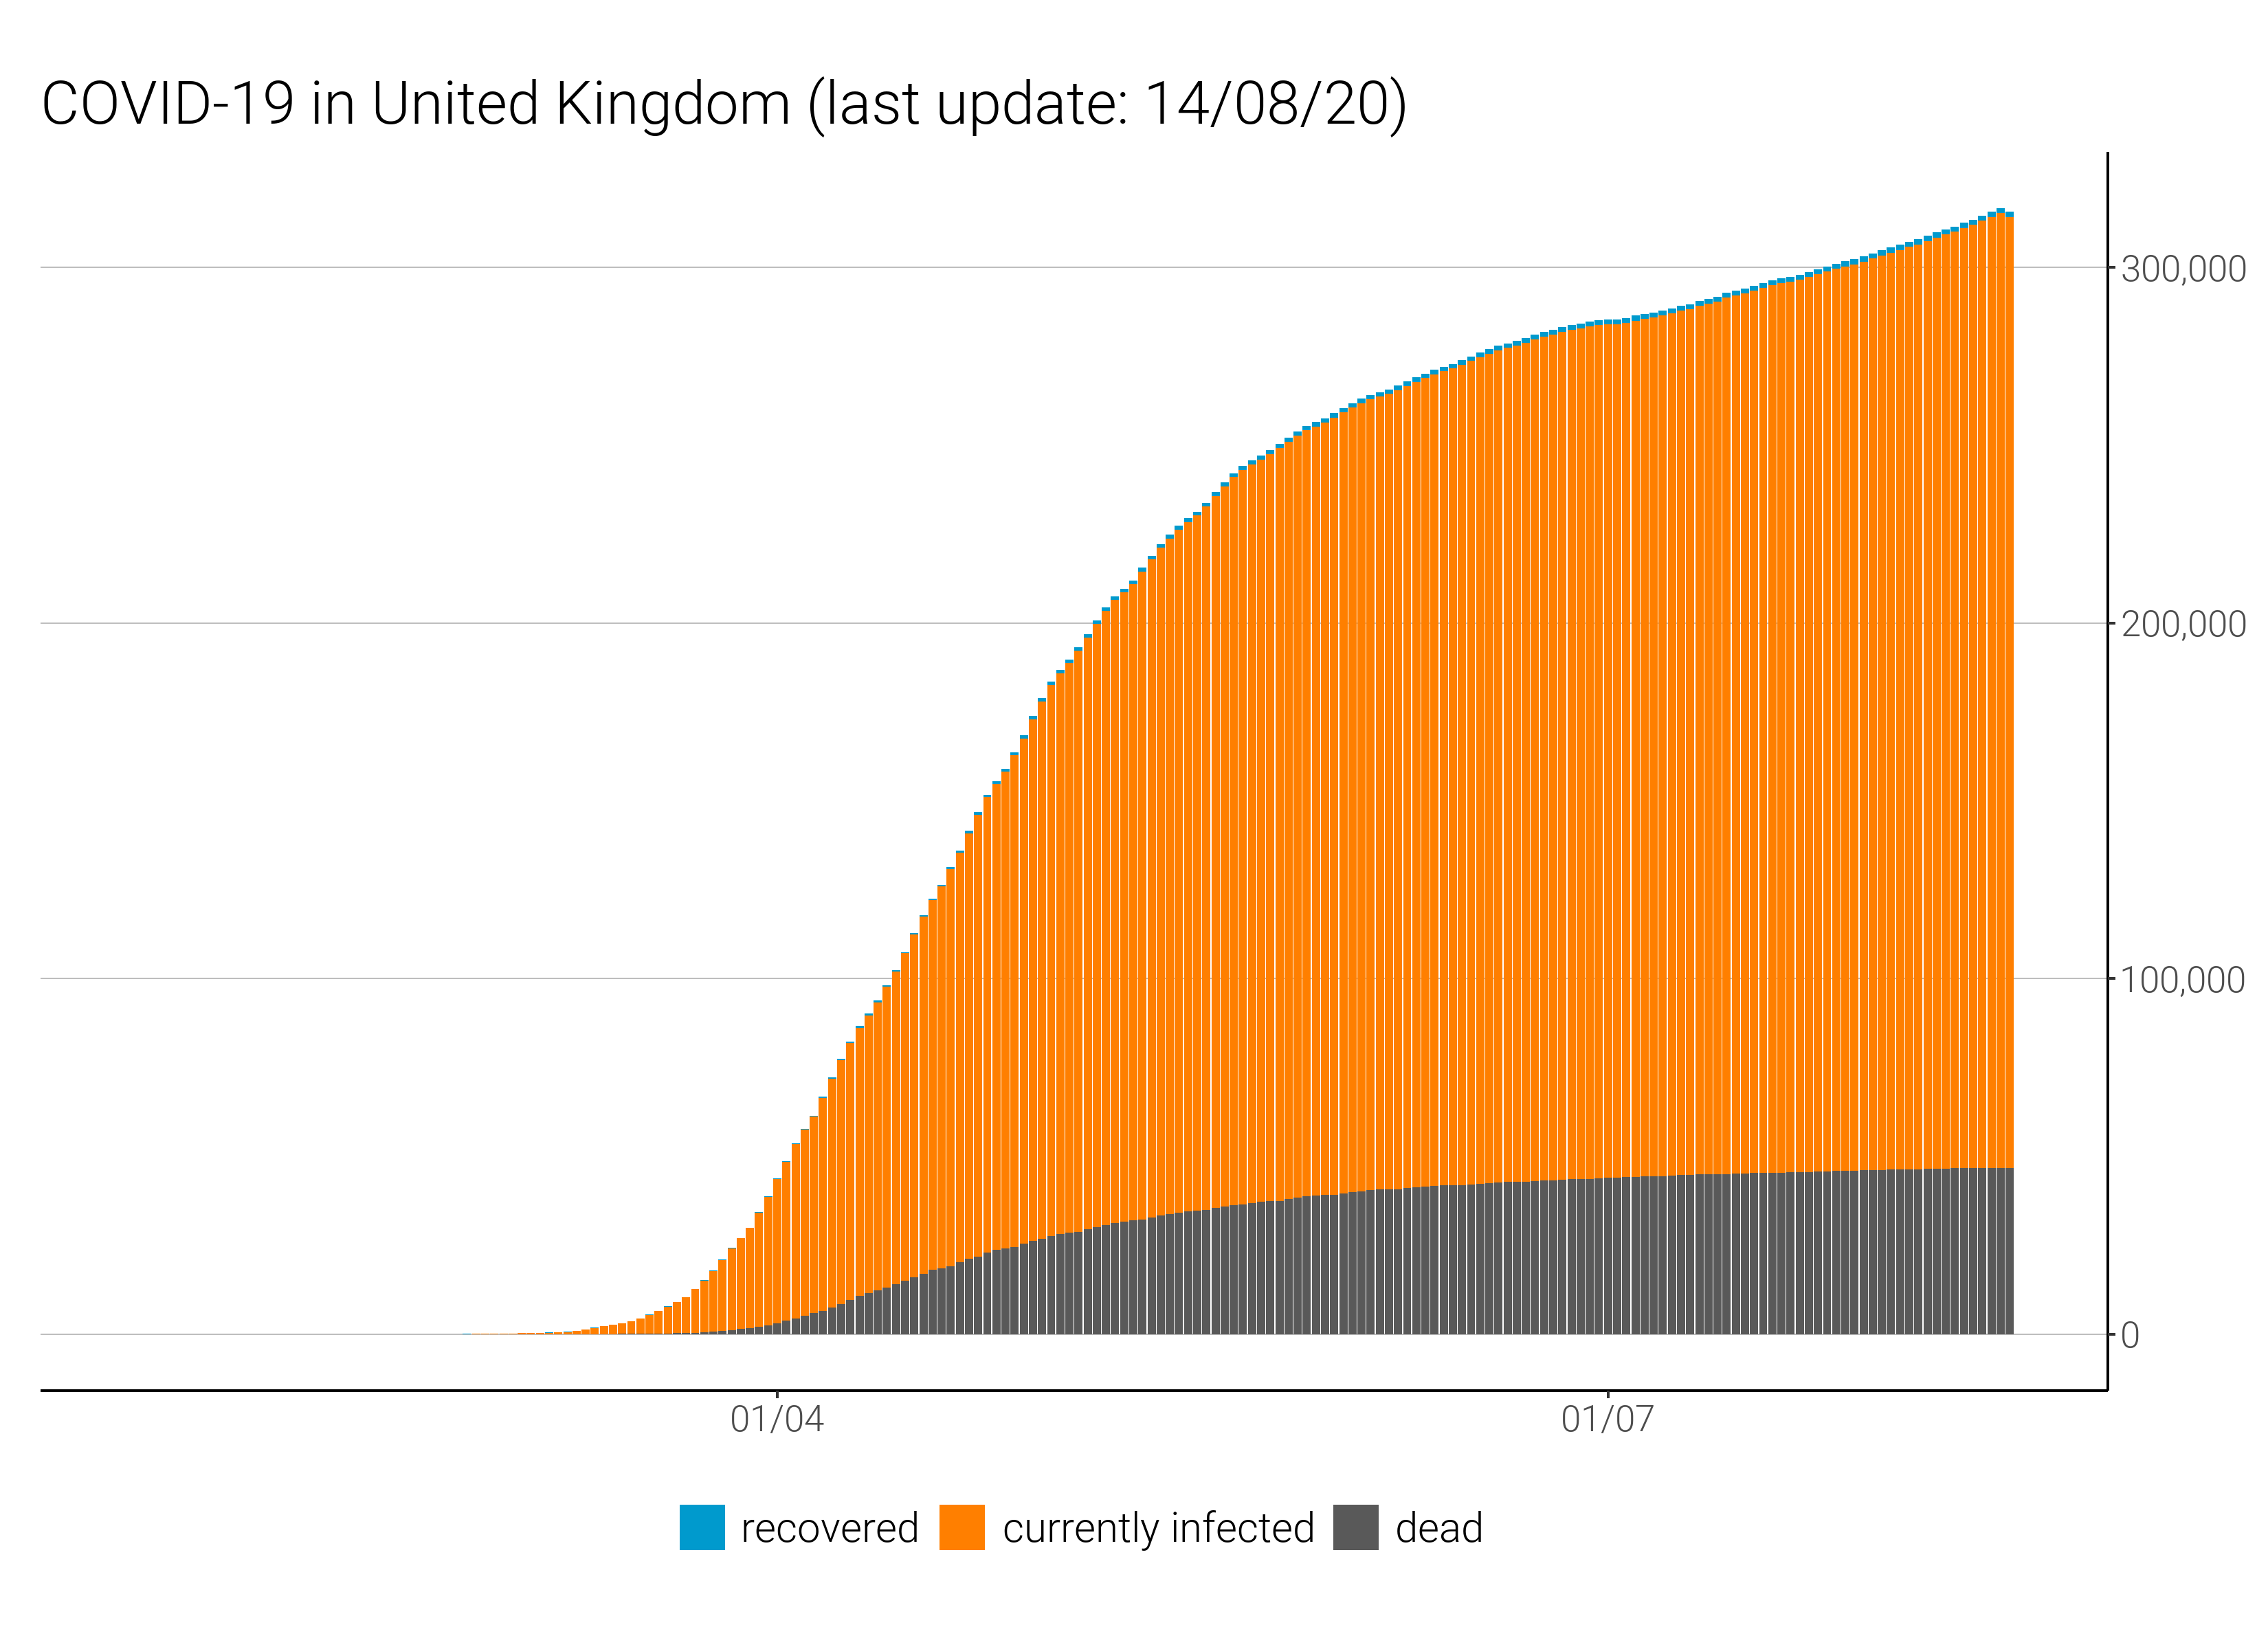 COVID-19 in United Kingdom (last update: 14/08/20)
300,000
200,000
100,000
0
01/04 01/07
recovered currently infected dead